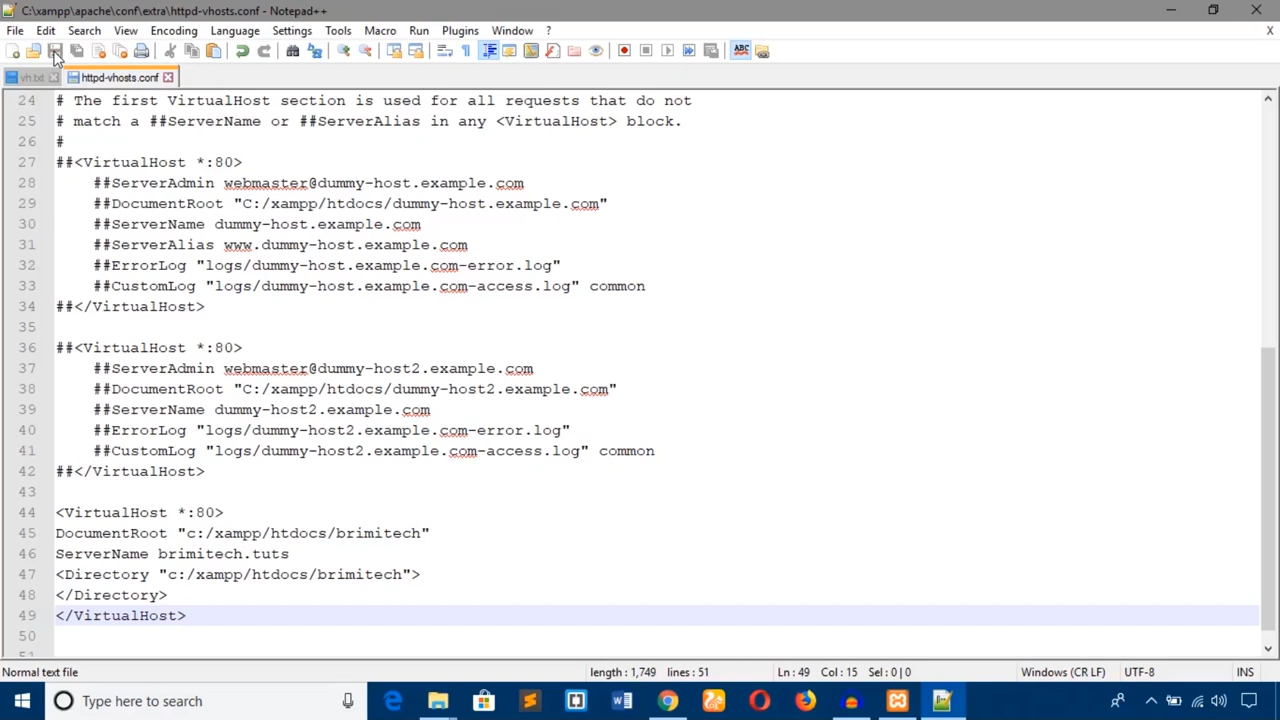 C:\xampp\apache\conf\extra\httpd-vhosts.conf - Notepad++
File Edit Search View Encoding Language Settings Tools Macro Run Plugins Window ? X
ABC
vh.txt httpd-vhosts.conf
24 # The first VirtualHost section is used for all requests that do not
25 # match a ##ServerName or ##ServerAlias in any <VirtualHost> block.
26 #
27 ##<VirtualHost *:80>
28 ##ServerAdmin webmaster@dummy-host.example.com
29 ##DocumentRoot "C:/xampp/htdocs/dummy-host.example.com"
30 ##ServerName dummy-host.example.com
31 ##ServerAlias www.dummy-host.example.com
32 ##ErrorLog "logs/dummy-host.example.com-error.log"
33 ##CustomLog "logs/dummy-host.example.com-access.log" common
34 ##</VirtualHost>
35
36 ##<VirtualHost *:80>
37 ##ServerAdmin webmaster@dummy-host2.example.com
38 ##DocumentRoot "C:/xampp/htdocs/dummy-host2.example.com"
39 ##ServerName dummy-host2.example.com
40 ##ErrorLog "logs/dummy-host2.example.com-error.log"
41 ##CustomLog "logs/dummy-host2.example.com-access.log" common
42 ##</VirtualHost>
43
44 <VirtualHost *:80>
45 DocumentRoot "c:/xampp/htdocs/brimitech"
46 ServerName brimitech.tuts
47 <Directory "c:/xampp/htdocs/brimitech">
48 </Directory>
49 </VirtualHost>
50
51
Normal text file length : 1,749 lines : 51 Ln : 49 Col : 15 Sel : 0 | 0 Windows (CR LF) UTF-8 INS
Type here to search